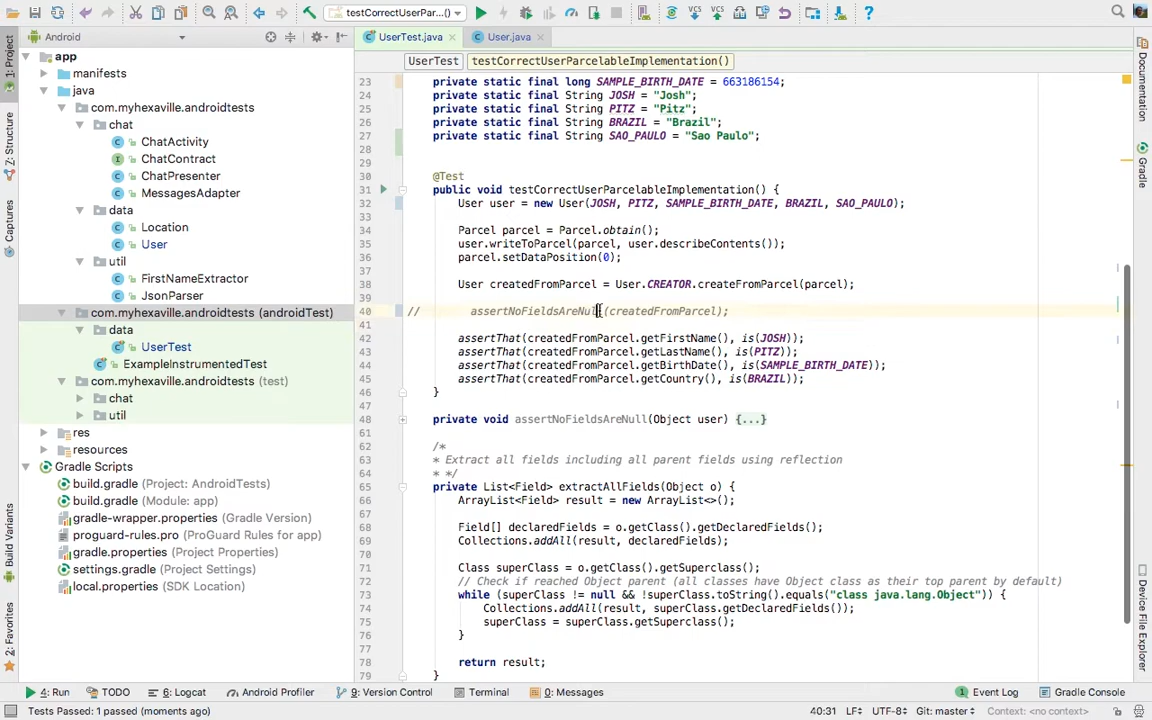 testCorrectUserPar...()
UserTest.java
User.java
Android
UserTest
testCorrectUserParcelableImplementation()
1: Project
Z: Structure
Captures
Build Variants
2: Favorites
app
manifests
java
com.myhexaville.androidtests
chat
ChatActivity
ChatContract
ChatPresenter
MessagesAdapter
data
Location
User
util
FirstNameExtractor
JsonParser
com.myhexaville.androidtests (androidTest)
data
UserTest
ExampleInstrumentedTest
com.myhexaville.androidtests (test)
chat
util
res
resources
Gradle Scripts
build.gradle (Project: AndroidTests)
build.gradle (Module: app)
gradle-wrapper.properties (Gradle Version)
proguard-rules.pro (ProGuard Rules for app)
gradle.properties (Project Properties)
settings.gradle (Project Settings)
local.properties (SDK Location)
23 private static final long SAMPLE_BIRTH_DATE = 663186154;
24 private static final String JOSH = "Josh";
25 private static final String PITZ = "Pitz";
26 private static final String BRAZIL = "Brazil";
27 private static final String SAO_PAULO = "Sao Paulo";
28
29
30 @Test
31 public void testCorrectUserParcelableImplementation() {
32 User user = new User(JOSH, PITZ, SAMPLE_BIRTH_DATE, BRAZIL, SAO_PAULO);
33
34 Parcel parcel = Parcel.obtain();
35 user.writeToParcel(parcel, user.describeContents());
36 parcel.setDataPosition(0);
37
38 User createdFromParcel = User.CREATOR.createFromParcel(parcel);
39
40 // assertNoFieldsAreNull(createdFromParcel);
41
42 assertThat(createdFromParcel.getFirstName(), is(JOSH));
43 assertThat(createdFromParcel.getLastName(), is(PITZ));
44 assertThat(createdFromParcel.getBirthDate(), is(SAMPLE_BIRTH_DATE));
45 assertThat(createdFromParcel.getCountry(), is(BRAZIL));
46 }
47
48 private void assertNoFieldsAreNull(Object user) {...}
61
62 /*
63 * Extract all fields including all parent fields using reflection
64 * */
65 private List<Field> extractAllFields(Object o) {
66 ArrayList<Field> result = new ArrayList<>();
67
68 Field[] declaredFields = o.getClass().getDeclaredFields();
69 Collections.addAll(result, declaredFields);
70
71 Class superClass = o.getClass().getSuperclass();
72 // Check if reached Object parent (all classes have Object class as their top parent by default)
73 while (superClass != null && !superClass.toString().equals("class java.lang.Object")) {
74 Collections.addAll(result, superClass.getDeclaredFields());
75 superClass = superClass.getSuperclass();
76 }
77
78 return result;
79 }
Documentation
Gradle
Device File Explorer
4: Run
TODO
6: Logcat
Android Profiler
9: Version Control
Terminal
0: Messages
Event Log
Gradle Console
Tests Passed: 1 passed (moments ago)
40:31
LF
UTF-8
Git: master
Context: <no context>